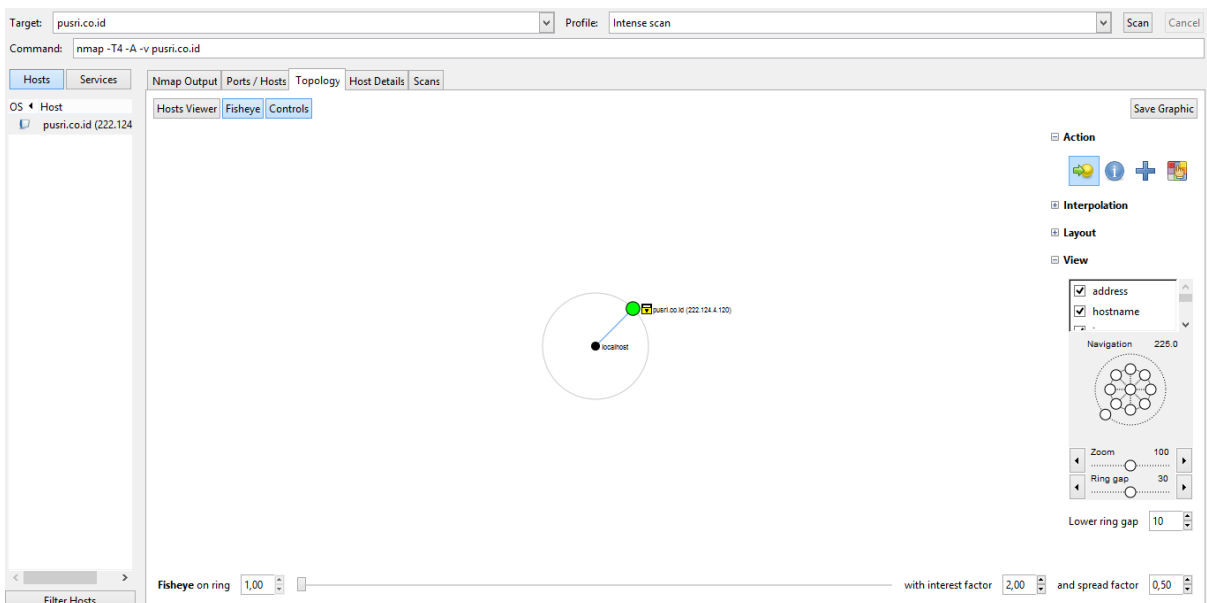 Target: pusri.co.id Profile: Intense scan Scan Cancel
Command: nmap -T4 -A -v pusri.co.id
Hosts Services Nmap Output Ports / Hosts Topology Host Details Scans
OS Host Hosts Viewer Fisheye Controls Save Graphic
pusri.co.id (222.124
Action
Interpolation
Layout
View
address
hostname
Navigation 225.0
pusri.co.id (222.124.4.120)
localhost
Zoom 100
Ring gap 30
Lower ring gap 10
Fisheye on ring 1,00 with interest factor 2,00 and spread factor 0,50
Filter Hosts